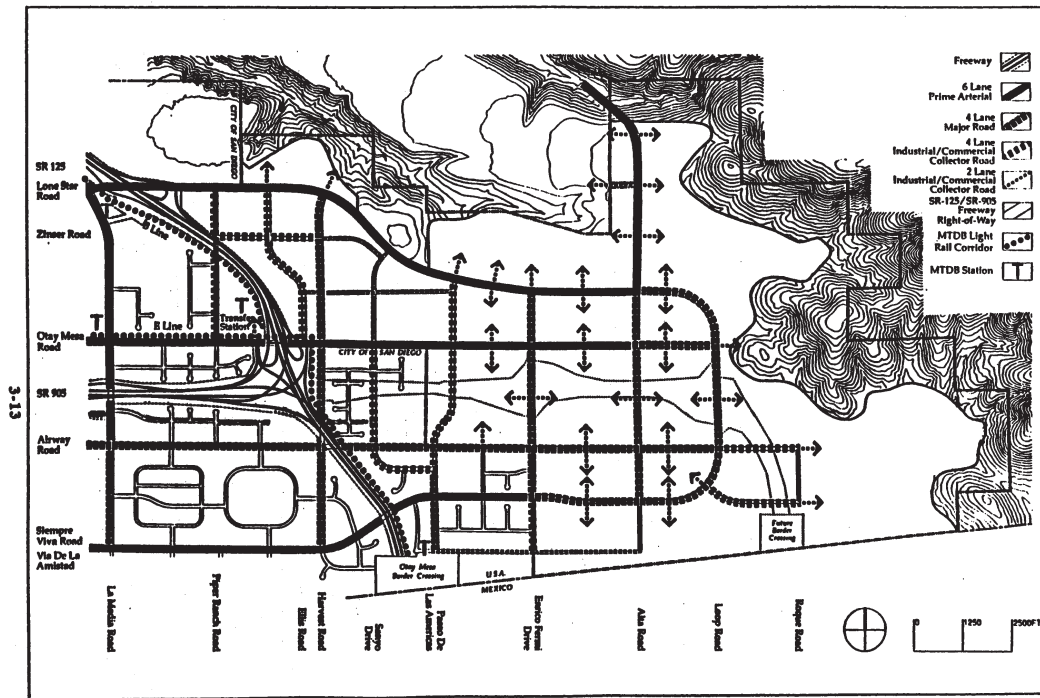 Freeway
6 Lane
Prime Arterial
4 Lane
Major Road
4 Lane
Industrial/Commercial
Collector Road
2 Lane
Industrial/Commercial
Collector Road
SR-125/SR-905
Freeway
Right-of-Way
MTDB Light
Rail Corridor
MTDB Station
T
CITY OF SAN DIEGO
SR 125
Lone Star
Road
Zinser Road
B Line
T
T
E Line
Transfer
Station
Otay Mesa
Road
CITY OF SAN DIEGO
SR 905
3-13
Airway
Road
Siempre
Viva Road
Via De La
Amistad
T
Otay Mesa
Border Crossing
U.S.A.
MEXICO
Future
Border
Crossing
La Media Road
Piper Ranch Road
Ellis Road
Harvest Road
Sanyo
Drive
Paseo De
Las Americas
Enrico Fermi
Drive
Alta Road
Loop Road
Roque Road
0 1250 2500FT